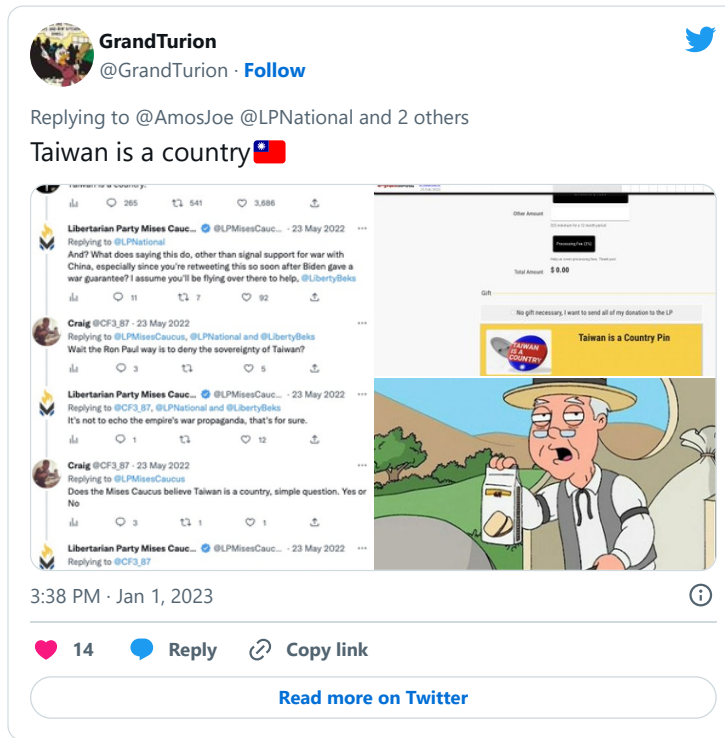 GrandTurion
@GrandTurion · Follow
Replying to @AmosJoe @LPNational and 2 others
Taiwan is a country🇹🇼
Taiwan is a country.
265 541 3,686
Libertarian Party Mises Cauc... @LPMisesCauc... · 23 May 2022 ···
Replying to @LPNational
And? What does saying this do, other than signal support for war with
China, especially since you're retweeting this so soon after Biden gave a
war guarantee? I assume you'll be flying over there to help, @LibertyBeks
11 7 92
Craig @CF3_87 · 23 May 2022 ···
Replying to @LPMisesCaucus, @LPNational and @LibertyBeks
Wait the Ron Paul way is to deny the sovereignty of Taiwan?
3 5
Libertarian Party Mises Cauc... @LPMisesCauc... · 23 May 2022 ···
Replying to @CF3_87, @LPNational and @LibertyBeks
It's not to echo the empire's war propaganda, that's for sure.
1 12
Craig @CF3_87 · 23 May 2022 ···
Replying to @LPMisesCaucus
Does the Mises Caucus believe Taiwan is a country, simple question. Yes or
No
3 1 1
Libertarian Party Mises Cauc... @LPMisesCauc... · 23 May 2022 ···
Replying to @CF3_87
Other Amount
Total Amount $ 0.00
Gift
No gift necessary, I want to send all of my donation to the LP
TAIWAN
IS A
COUNTRY
Taiwan is a Country Pin
3:38 PM · Jan 1, 2023
14 Reply Copy link
Read more on Twitter